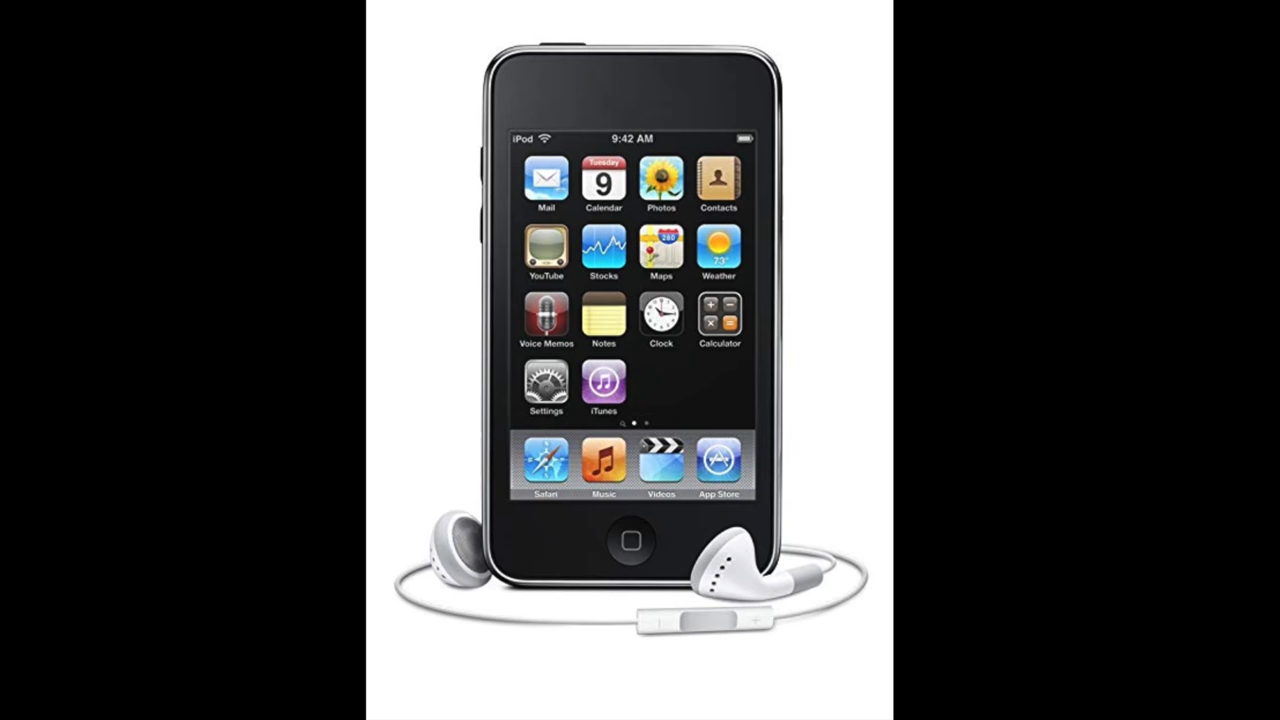 iPod 9:42 AM
Tuesday
9
Mail Calendar Photos Contacts
280
73°
YouTube Stocks Maps Weather
Voice Memos Notes Clock Calculator
Settings iTunes
Safari Music Videos App Store